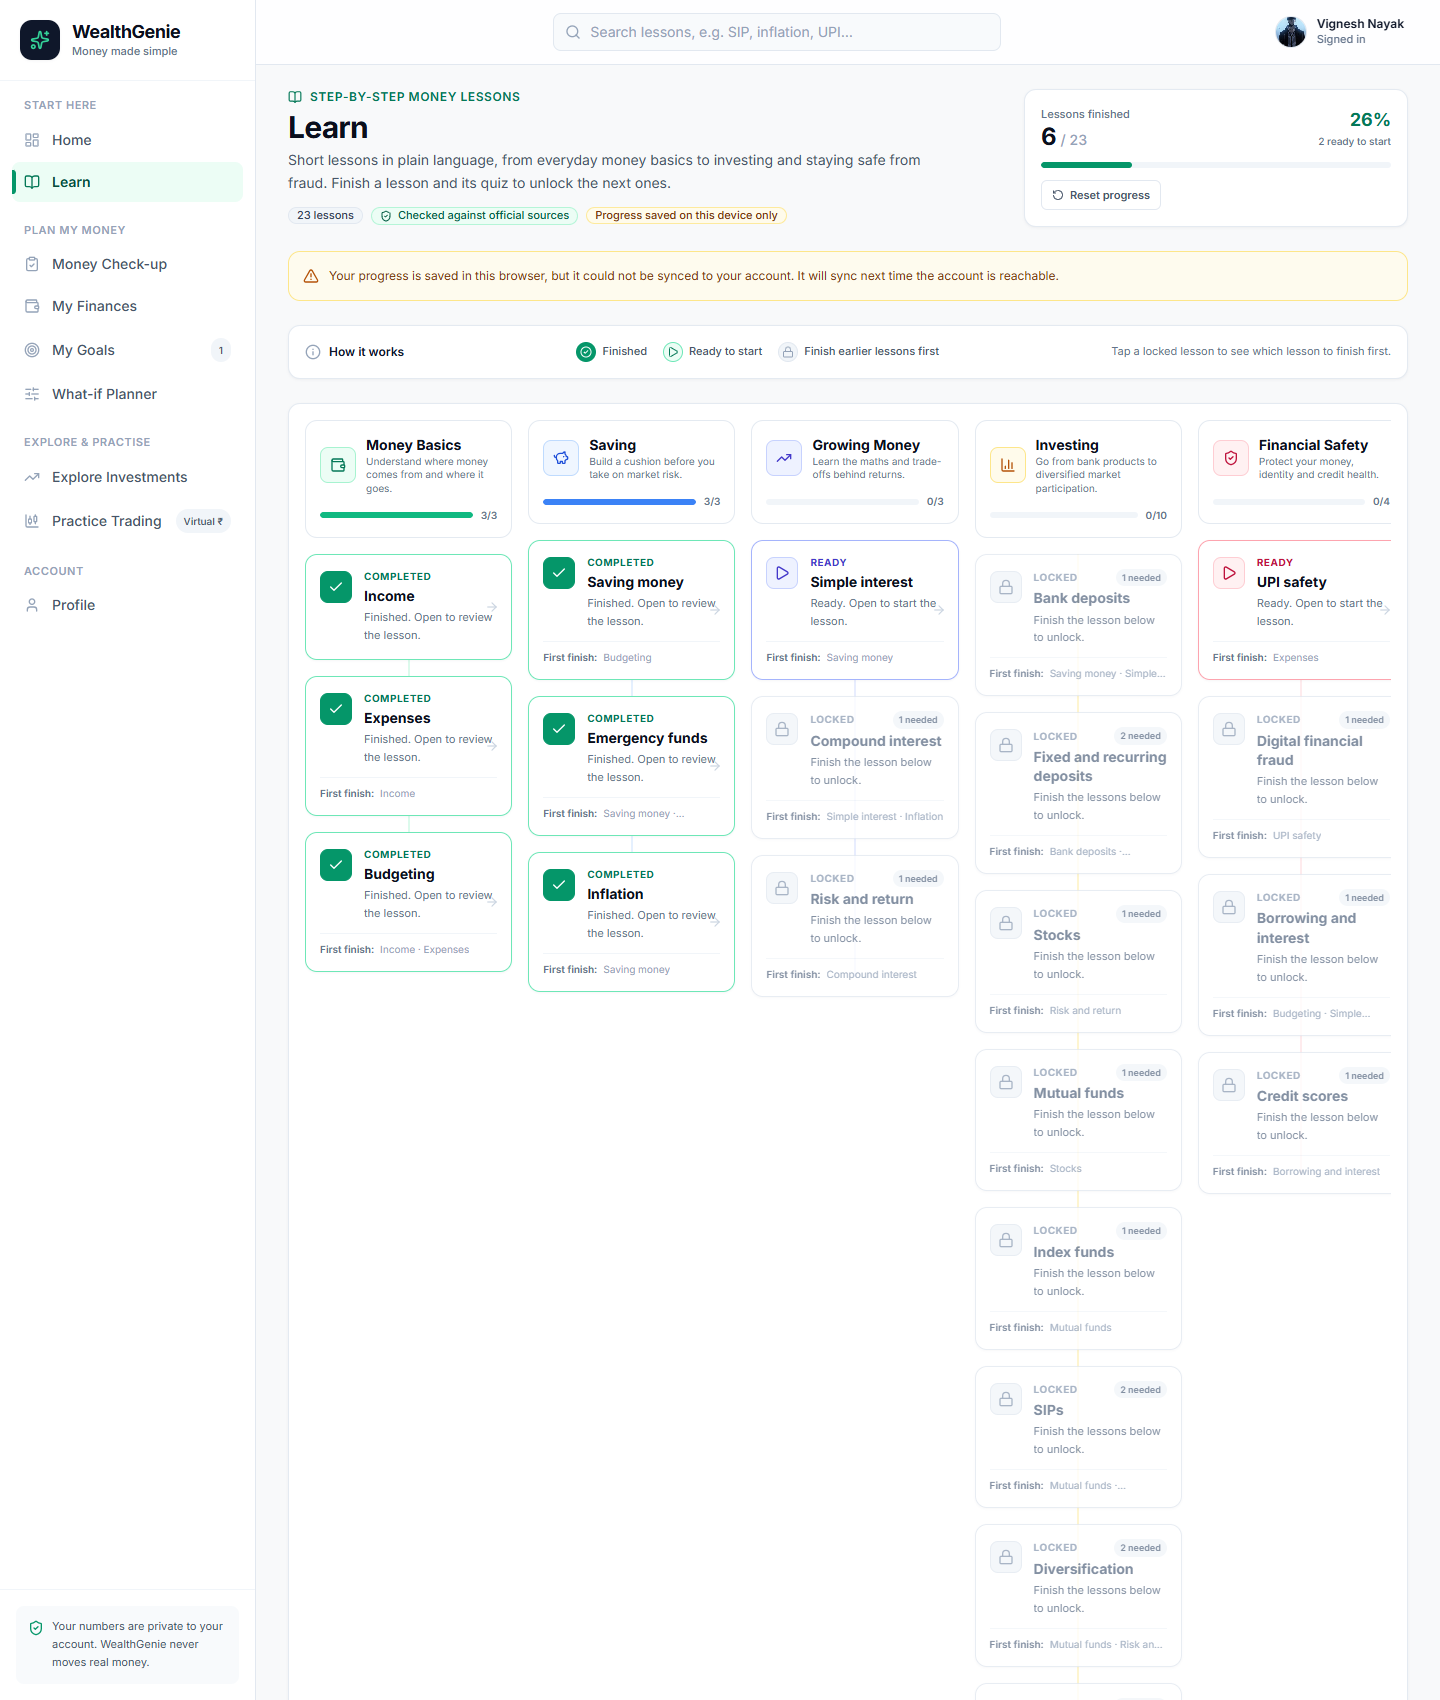 WealthGenie
Money made simple
START HERE
Home
Learn
PLAN MY MONEY
Money Check-up
My Finances
My Goals
1
What-if Planner
EXPLORE & PRACTISE
Explore Investments
Practice Trading
Virtual ₹
ACCOUNT
Profile
Your numbers are private to your
account. WealthGenie never
moves real money.
Search lessons, e.g. SIP, inflation, UPI...
Vignesh Nayak
Signed in
STEP-BY-STEP MONEY LESSONS
Learn
Short lessons in plain language, from everyday money basics to investing and staying safe from
fraud. Finish a lesson and its quiz to unlock the next ones.
23 lessons
Checked against official sources
Progress saved on this device only
Lessons finished
6 / 23
26%
2 ready to start
Reset progress
Your progress is saved in this browser, but it could not be synced to your account. It will sync next time the account is reachable.
How it works
Finished
Ready to start
Finish earlier lessons first
Tap a locked lesson to see which lesson to finish first.
Money Basics
Understand where money
comes from and where it
goes.
3/3
COMPLETED
Income
Finished. Open to review
the lesson.
COMPLETED
Expenses
Finished. Open to review
the lesson.
First finish: Income
COMPLETED
Budgeting
Finished. Open to review
the lesson.
First finish: Income · Expenses
Saving
Build a cushion before you
take on market risk.
3/3
COMPLETED
Saving money
Finished. Open to review
the lesson.
First finish: Budgeting
COMPLETED
Emergency funds
Finished. Open to review
the lesson.
First finish: Saving money ·...
COMPLETED
Inflation
Finished. Open to review
the lesson.
First finish: Saving money
Growing Money
Learn the maths and trade-
offs behind returns.
0/3
READY
Simple interest
Ready. Open to start the
lesson.
First finish: Saving money
LOCKED
1 needed
Compound interest
Finish the lesson below
to unlock.
First finish: Simple interest · Inflation
LOCKED
1 needed
Risk and return
Finish the lesson below
to unlock.
First finish: Compound interest
Investing
Go from bank products to
diversified market
participation.
0/10
LOCKED
1 needed
Bank deposits
Finish the lesson below
to unlock.
First finish: Saving money · Simple...
LOCKED
2 needed
Fixed and recurring
deposits
Finish the lessons below
to unlock.
First finish: Bank deposits ·...
LOCKED
1 needed
Stocks
Finish the lesson below
to unlock.
First finish: Risk and return
LOCKED
1 needed
Mutual funds
Finish the lesson below
to unlock.
First finish: Stocks
LOCKED
1 needed
Index funds
Finish the lesson below
to unlock.
First finish: Mutual funds
LOCKED
2 needed
SIPs
Finish the lessons below
to unlock.
First finish: Mutual funds ·...
LOCKED
2 needed
Diversification
Finish the lessons below
to unlock.
First finish: Mutual funds · Risk an...
Financial Safety
Protect your money,
identity and credit health.
0/4
READY
UPI safety
Ready. Open to start the
lesson.
First finish: Expenses
LOCKED
1 needed
Digital financial
fraud
Finish the lesson below
to unlock.
First finish: UPI safety
LOCKED
1 needed
Borrowing and
interest
Finish the lesson below
to unlock.
First finish: Budgeting · Simple...
LOCKED
1 needed
Credit scores
Finish the lesson below
to unlock.
First finish: Borrowing and interest